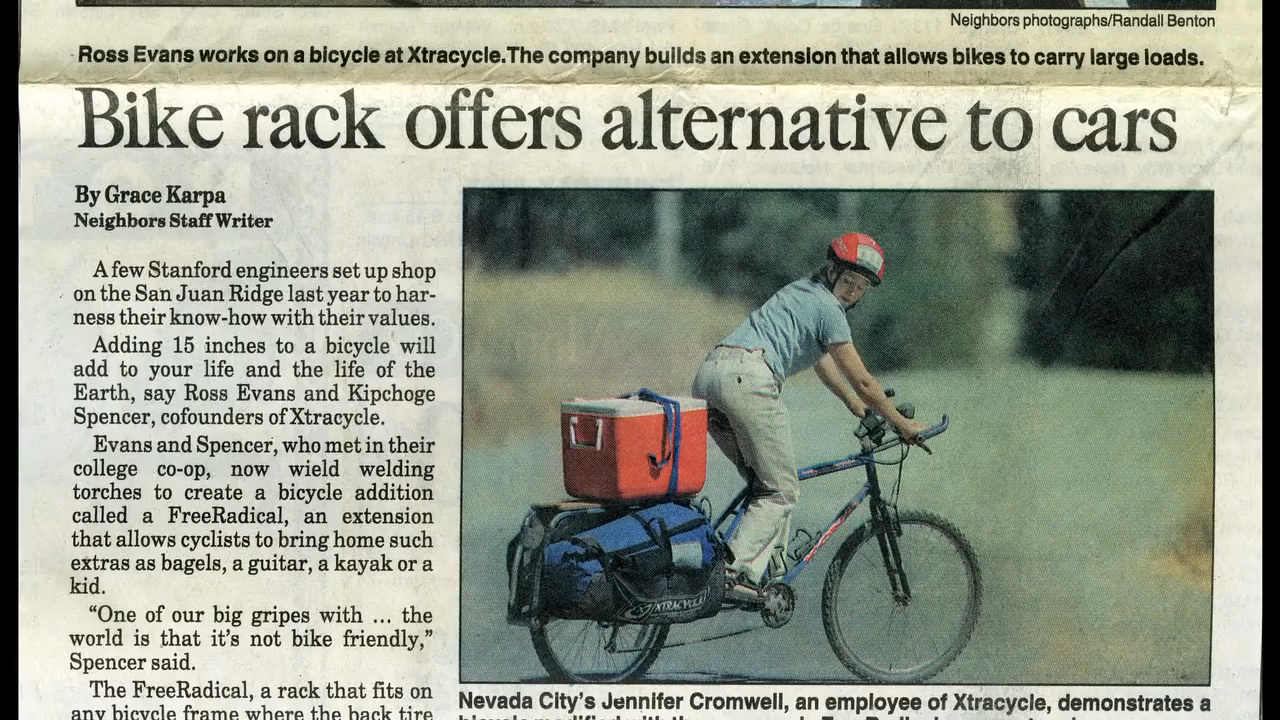 Neighbors photographs/Randall Benton
Ross Evans works on a bicycle at Xtracycle.The company builds an extension that allows bikes to carry large loads.
Bike rack offers alternative to cars
By Grace Karpa
Neighbors Staff Writer
A few Stanford engineers set up shop
on the San Juan Ridge last year to har-
ness their know-how with their values.
Adding 15 inches to a bicycle will
add to your life and the life of the
Earth, say Ross Evans and Kipchoge
Spencer, cofounders of Xtracycle.
Evans and Spencer, who met in their
college co-op, now wield welding
torches to create a bicycle addition
called a FreeRadical, an extension
that allows cyclists to bring home such
extras as bagels, a guitar, a kayak or a
kid.
“One of our big gripes with ... the
world is that it’s not bike friendly,”
Spencer said.
The FreeRadical, a rack that fits on
any bicycle frame where the back tire
XTRACYCLE
Nevada City’s Jennifer Cromwell, an employee of Xtracycle, demonstrates a